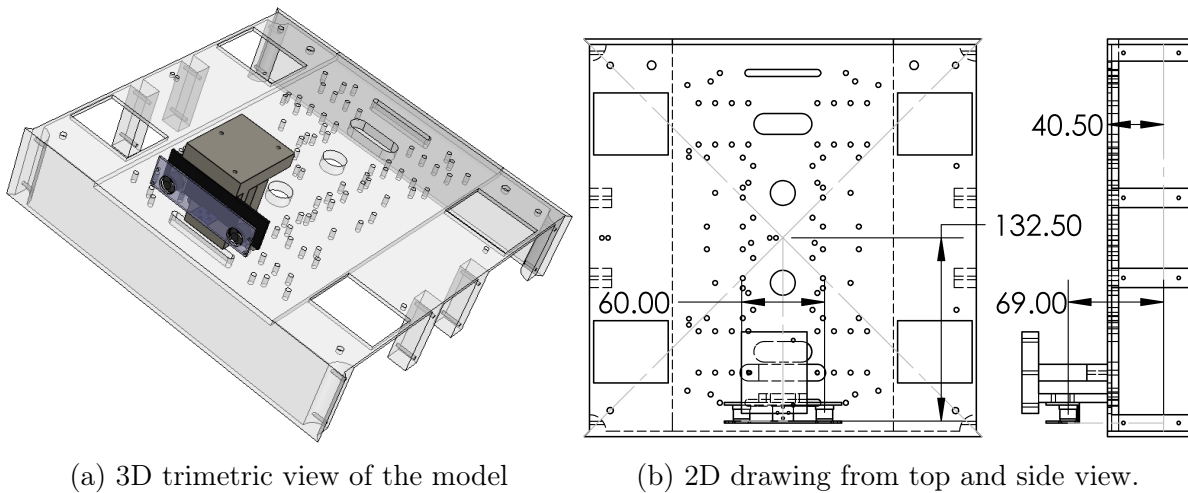 40.50
132.50
60.00
69.00
(a) 3D trimetric view of the model
(b) 2D drawing from top and side view.